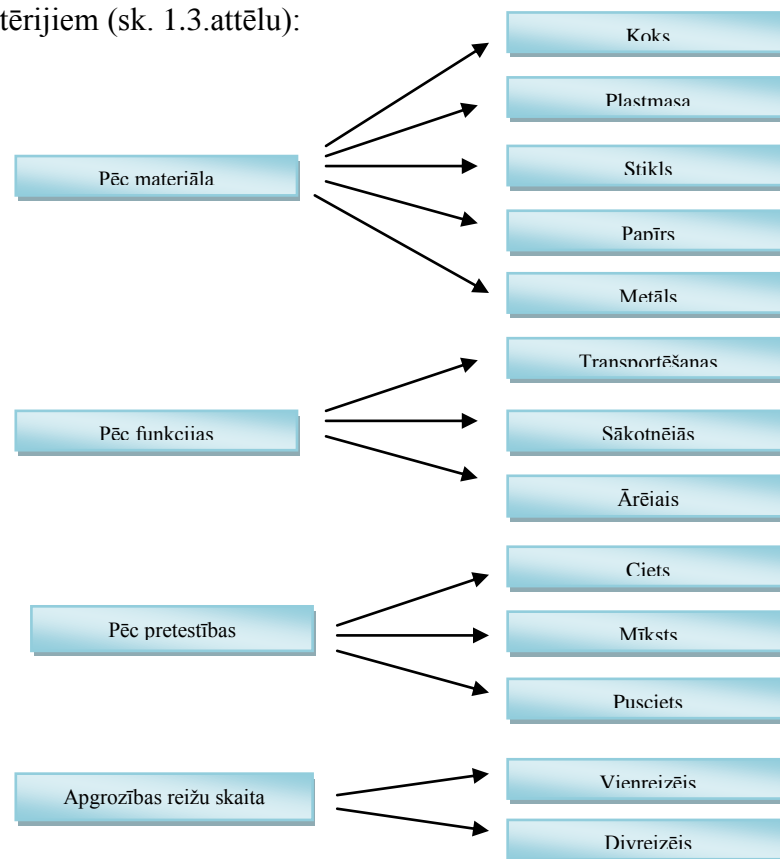 tērijiem (sk. 1.3.attēlu):
Koks
Plastmasa
Pēc materiāla
Stikls
Papīrs
Metāls
Transportēšanas
Pēc funkcijas
Sākotnējās
Ārējais
Ciets
Pēc pretestības
Mīksts
Pusciets
Apgrozības reižu skaita
Vienreizējs
Divreizējs